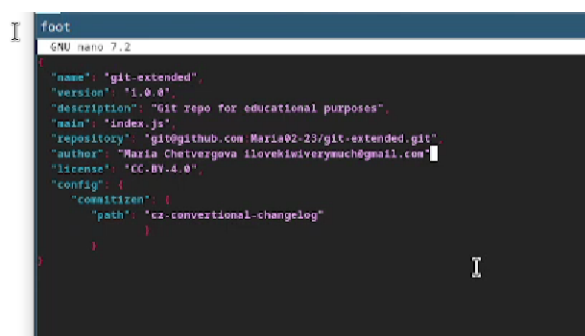 foot
GNU nano 7.2
{
"name": "git-extended",
"version": "1.0.0",
"description": "Git repo for educational purposes",
"main": "index.js",
"repository": "git@github.com:Maria02-23/git-extended.git",
"author": "Maria Chetvergova ilovekiwiverymuch@gmail.com"
"license": "CC-BY-4.0",
"config": {
"commitizen": {
"path": "cz-convertional-changelog"
}
}
}